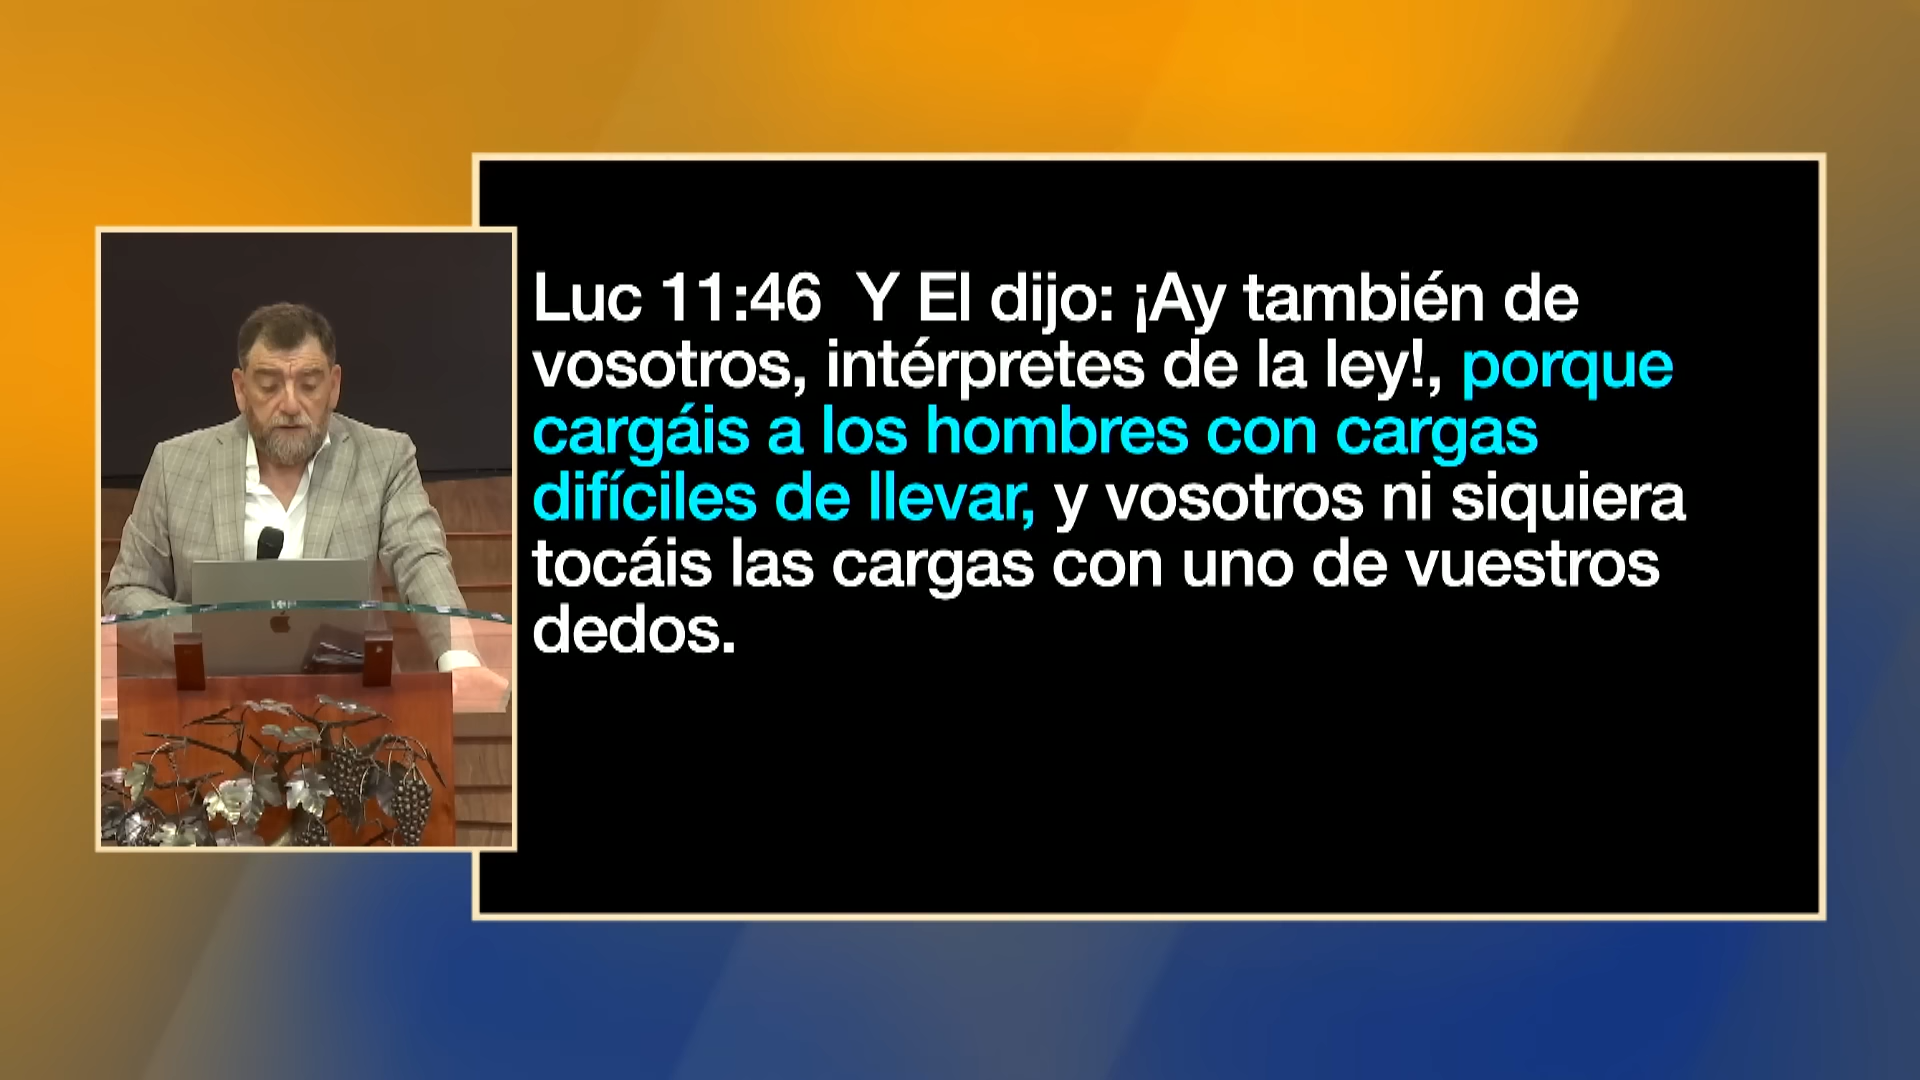 Luc 11:46  Y El dijo: ¡Ay también de
vosotros, intérpretes de la ley!, porque
cargáis a los hombres con cargas
difíciles de llevar, y vosotros ni siquiera
tocáis las cargas con uno de vuestros
dedos.